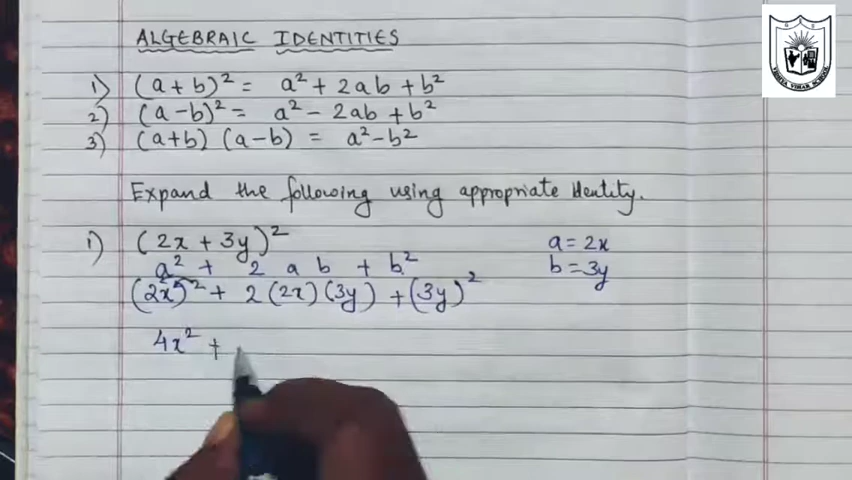 ALGEBRAIC IDENTITIES
1) (a + b)² = a² + 2ab + b²
2) (a - b)² = a² - 2ab + b²
3) (a+b) (a-b) = a² - b²
Expand the following using appropriate Identity.
i) (2x + 3y)²
a = 2x
a² + 2 a b + b²
b = 3y
(2x)² + 2(2x)(3y) + (3y)²
4x² +